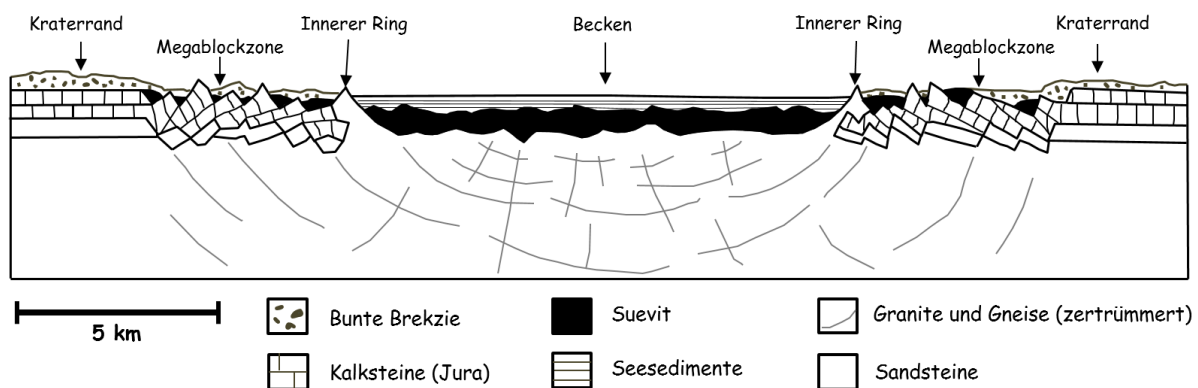 Kraterrand
Innerer Ring
Becken
Innerer Ring
Kraterrand
Megablockzone
Megablockzone
5 km
Bunte Brekzie
Suevit
Granite und Gneise (zertrümmert)
Kalksteine (Jura)
Seesedimente
Sandsteine